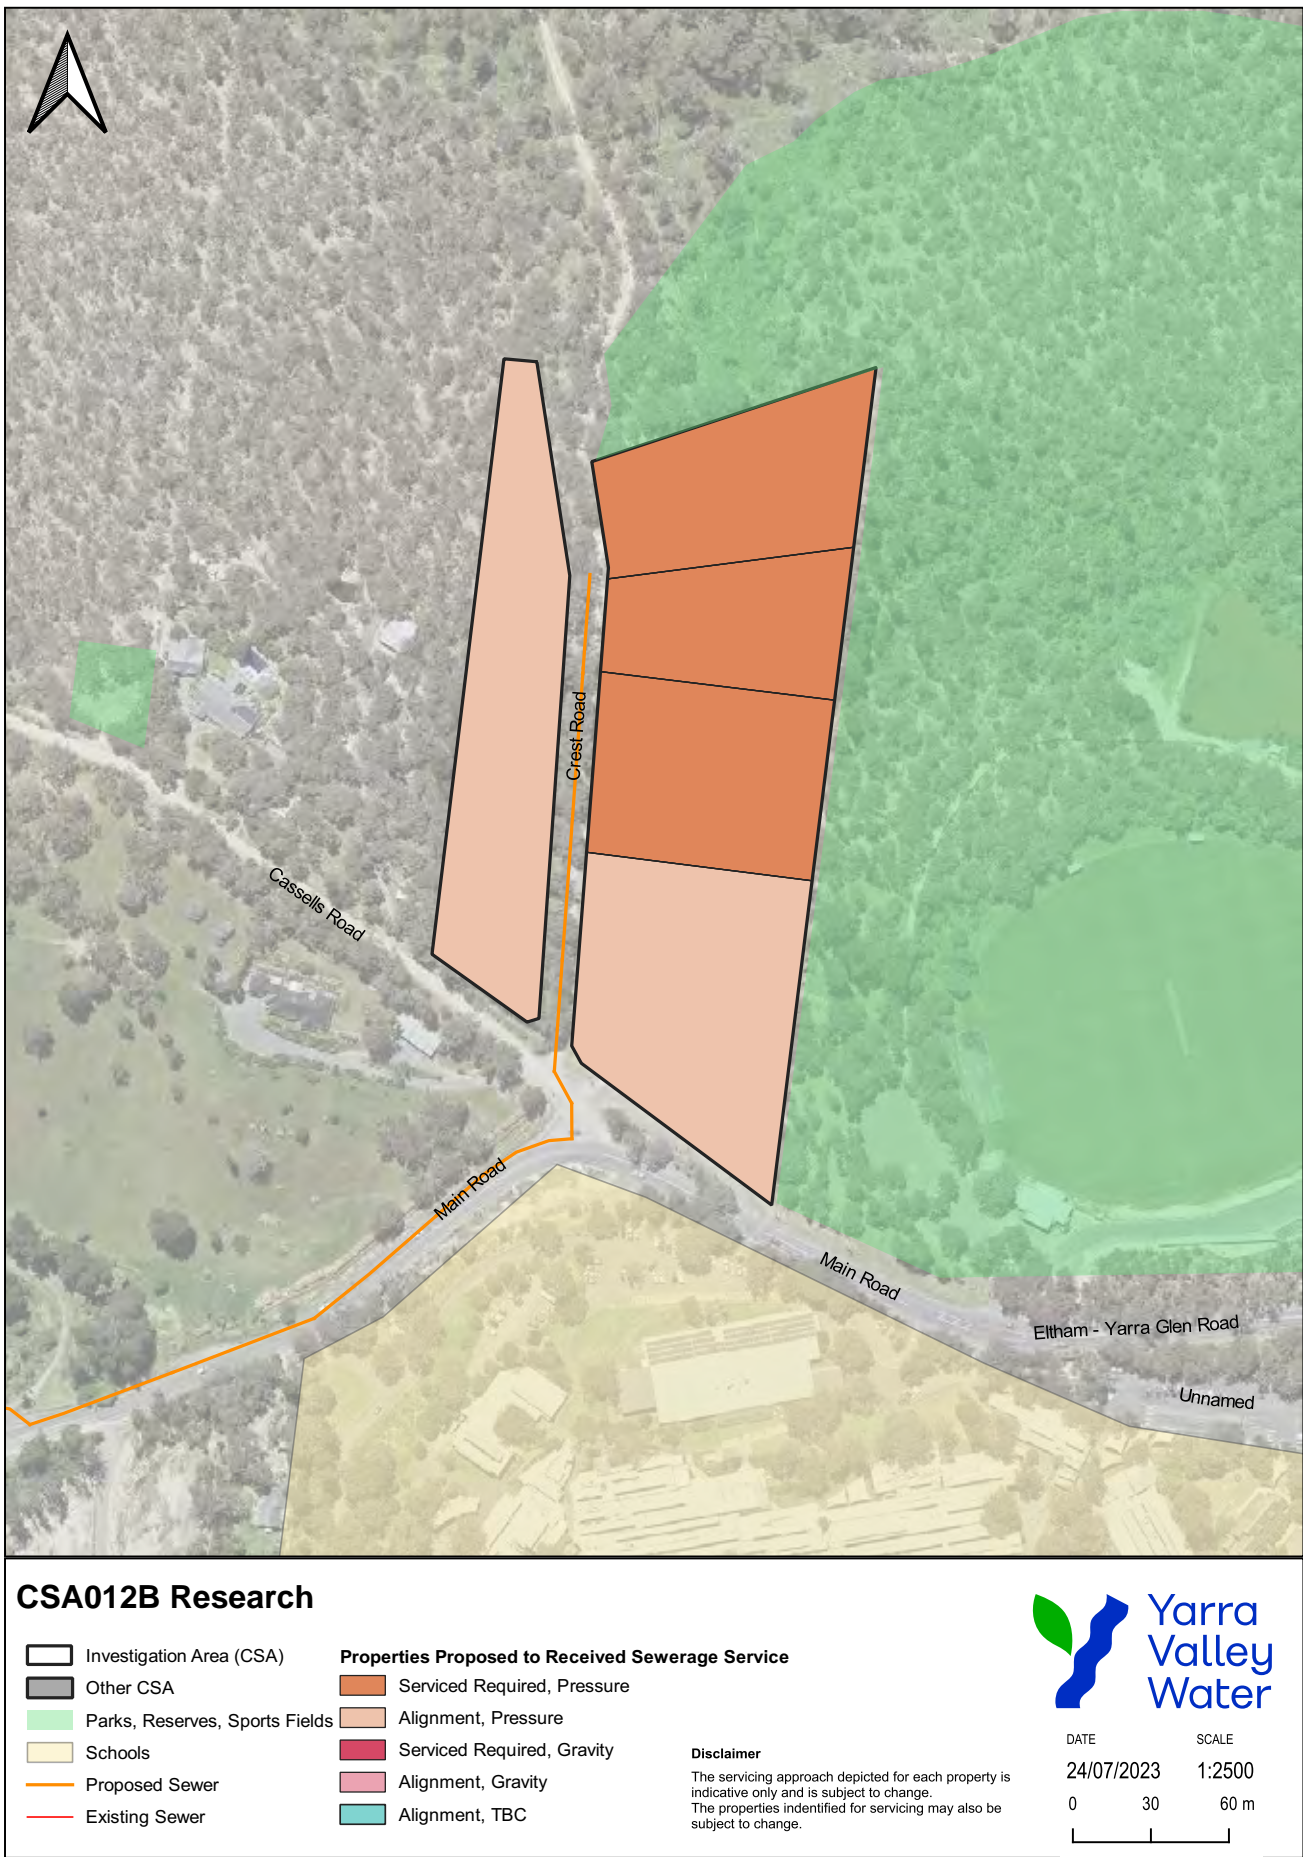 Crest Road
Cassells Road
Main Road
Main Road
Eltham - Yarra Glen Road
Unnamed
CSA012B Research
Investigation Area (CSA)
Other CSA
Parks, Reserves, Sports Fields
Schools
Proposed Sewer
Existing Sewer
Properties Proposed to Received Sewerage Service
Serviced Required, Pressure
Alignment, Pressure
Serviced Required, Gravity
Alignment, Gravity
Alignment, TBC
Disclaimer
The servicing approach depicted for each property is
indicative only and is subject to change.
The properties indentified for servicing may also be
subject to change.
Yarra
Valley
Water
DATE SCALE
24/07/2023 1:2500
0 30 60 m